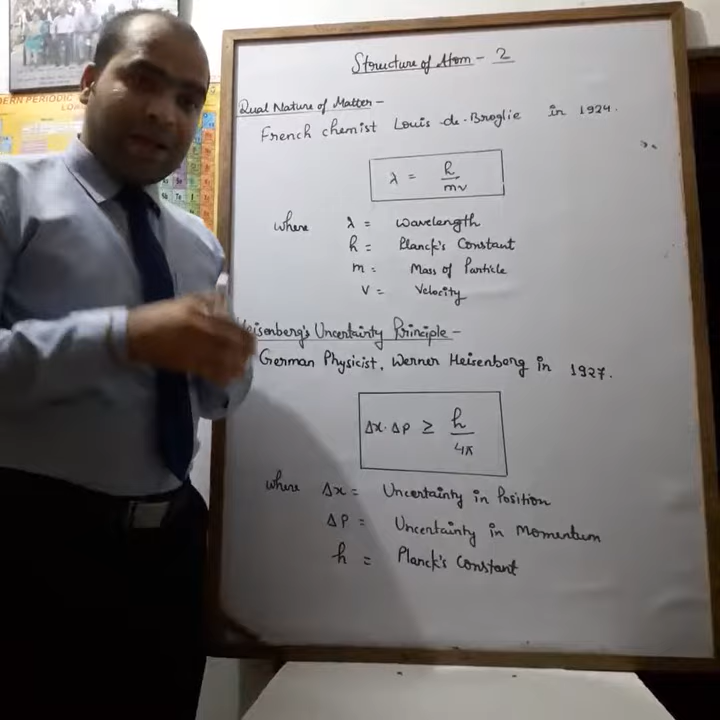 Structure of Atom - 2
Dual Nature of Matter -
French chemist Louis-de-Broglie in 1924.
λ = h/mv
where λ = wavelength
h = Planck's Constant
m = Mass of Particle
v = Velocity
Heisenberg's Uncertainty Principle -
German Physicist, Werner Heisenberg in 1927.
Δx. Δp ≥ h/4π
where Δx = Uncertainty in Position
Δp = Uncertainty in Momentum
h = Planck's Constant
DERN PERIODIC